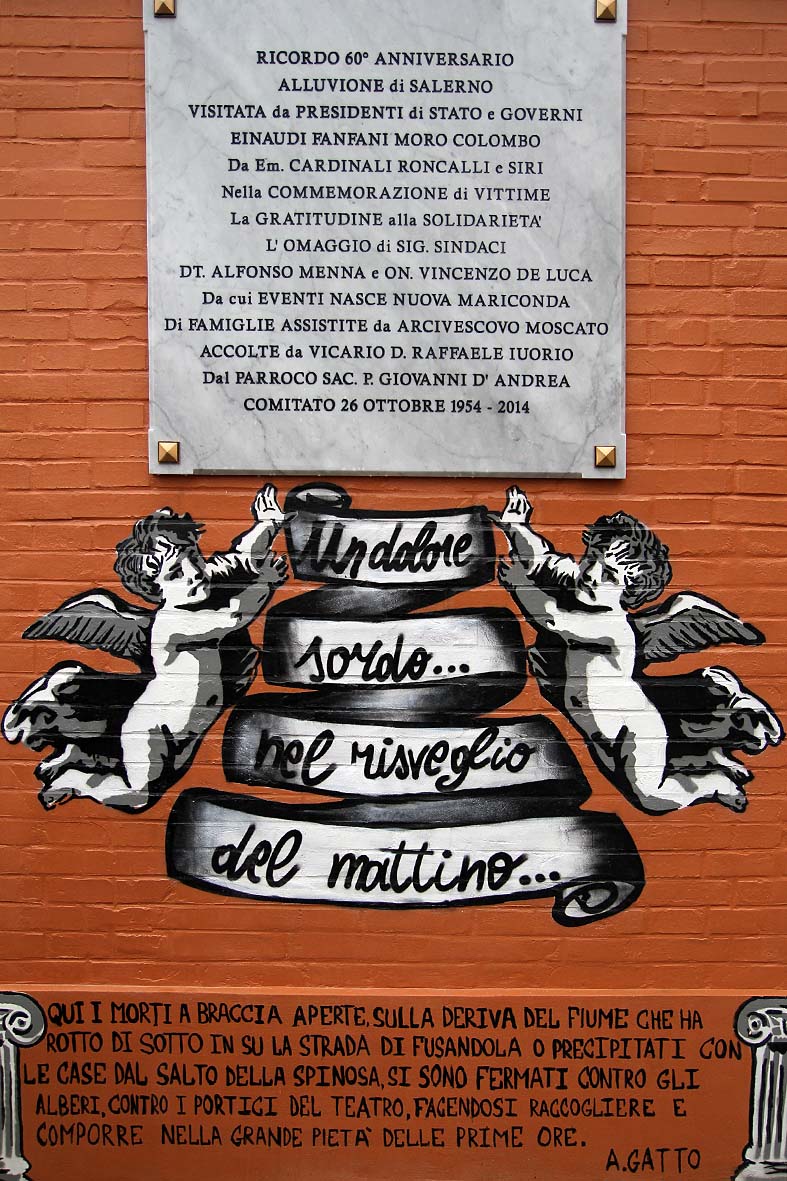 RICORDO 60° ANNIVERSARIO
ALLUVIONE di SALERNO
VISITATA da PRESIDENTI di STATO e GOVERNI
EINAUDI FANFANI MORO COLOMBO
Da Em. CARDINALI RONCALLI e SIRI
Nella COMMEMORAZIONE di VITTIME
La GRATITUDINE alla SOLIDARIETA'
L' OMAGGIO di SIG. SINDACI
DT. ALFONSO MENNA e ON. VINCENZO DE LUCA
Da cui EVENTI NASCE NUOVA MARICONDA
Di FAMIGLIE ASSISTITE da ARCIVESCOVO MOSCATO
ACCOLTE da VICARIO D. RAFFAELE IUORIO
Dal PARROCO SAC. P. GIOVANNI D' ANDREA
COMITATO 26 OTTOBRE 1954 - 2014
Un dolore
sordo...
nel risveglio
del mattino...
QUI I MORTI A BRACCIA APERTE, SULLA DERIVA DEL FIUME CHE HA
ROTTO DI SOTTO IN SU LA STRADA DI FUSANDOLA O PRECIPITATI CON
LE CASE DAL SALTO DELLA SPINOSA, SI SONO FERMATI CONTRO GLI
ALBERI, CONTRO I PORTICI DEL TEATRO, FACENDOSI RACCOGLIERE E
COMPORRE NELLA GRANDE PIETA' DELLE PRIME ORE.
A. GATTO